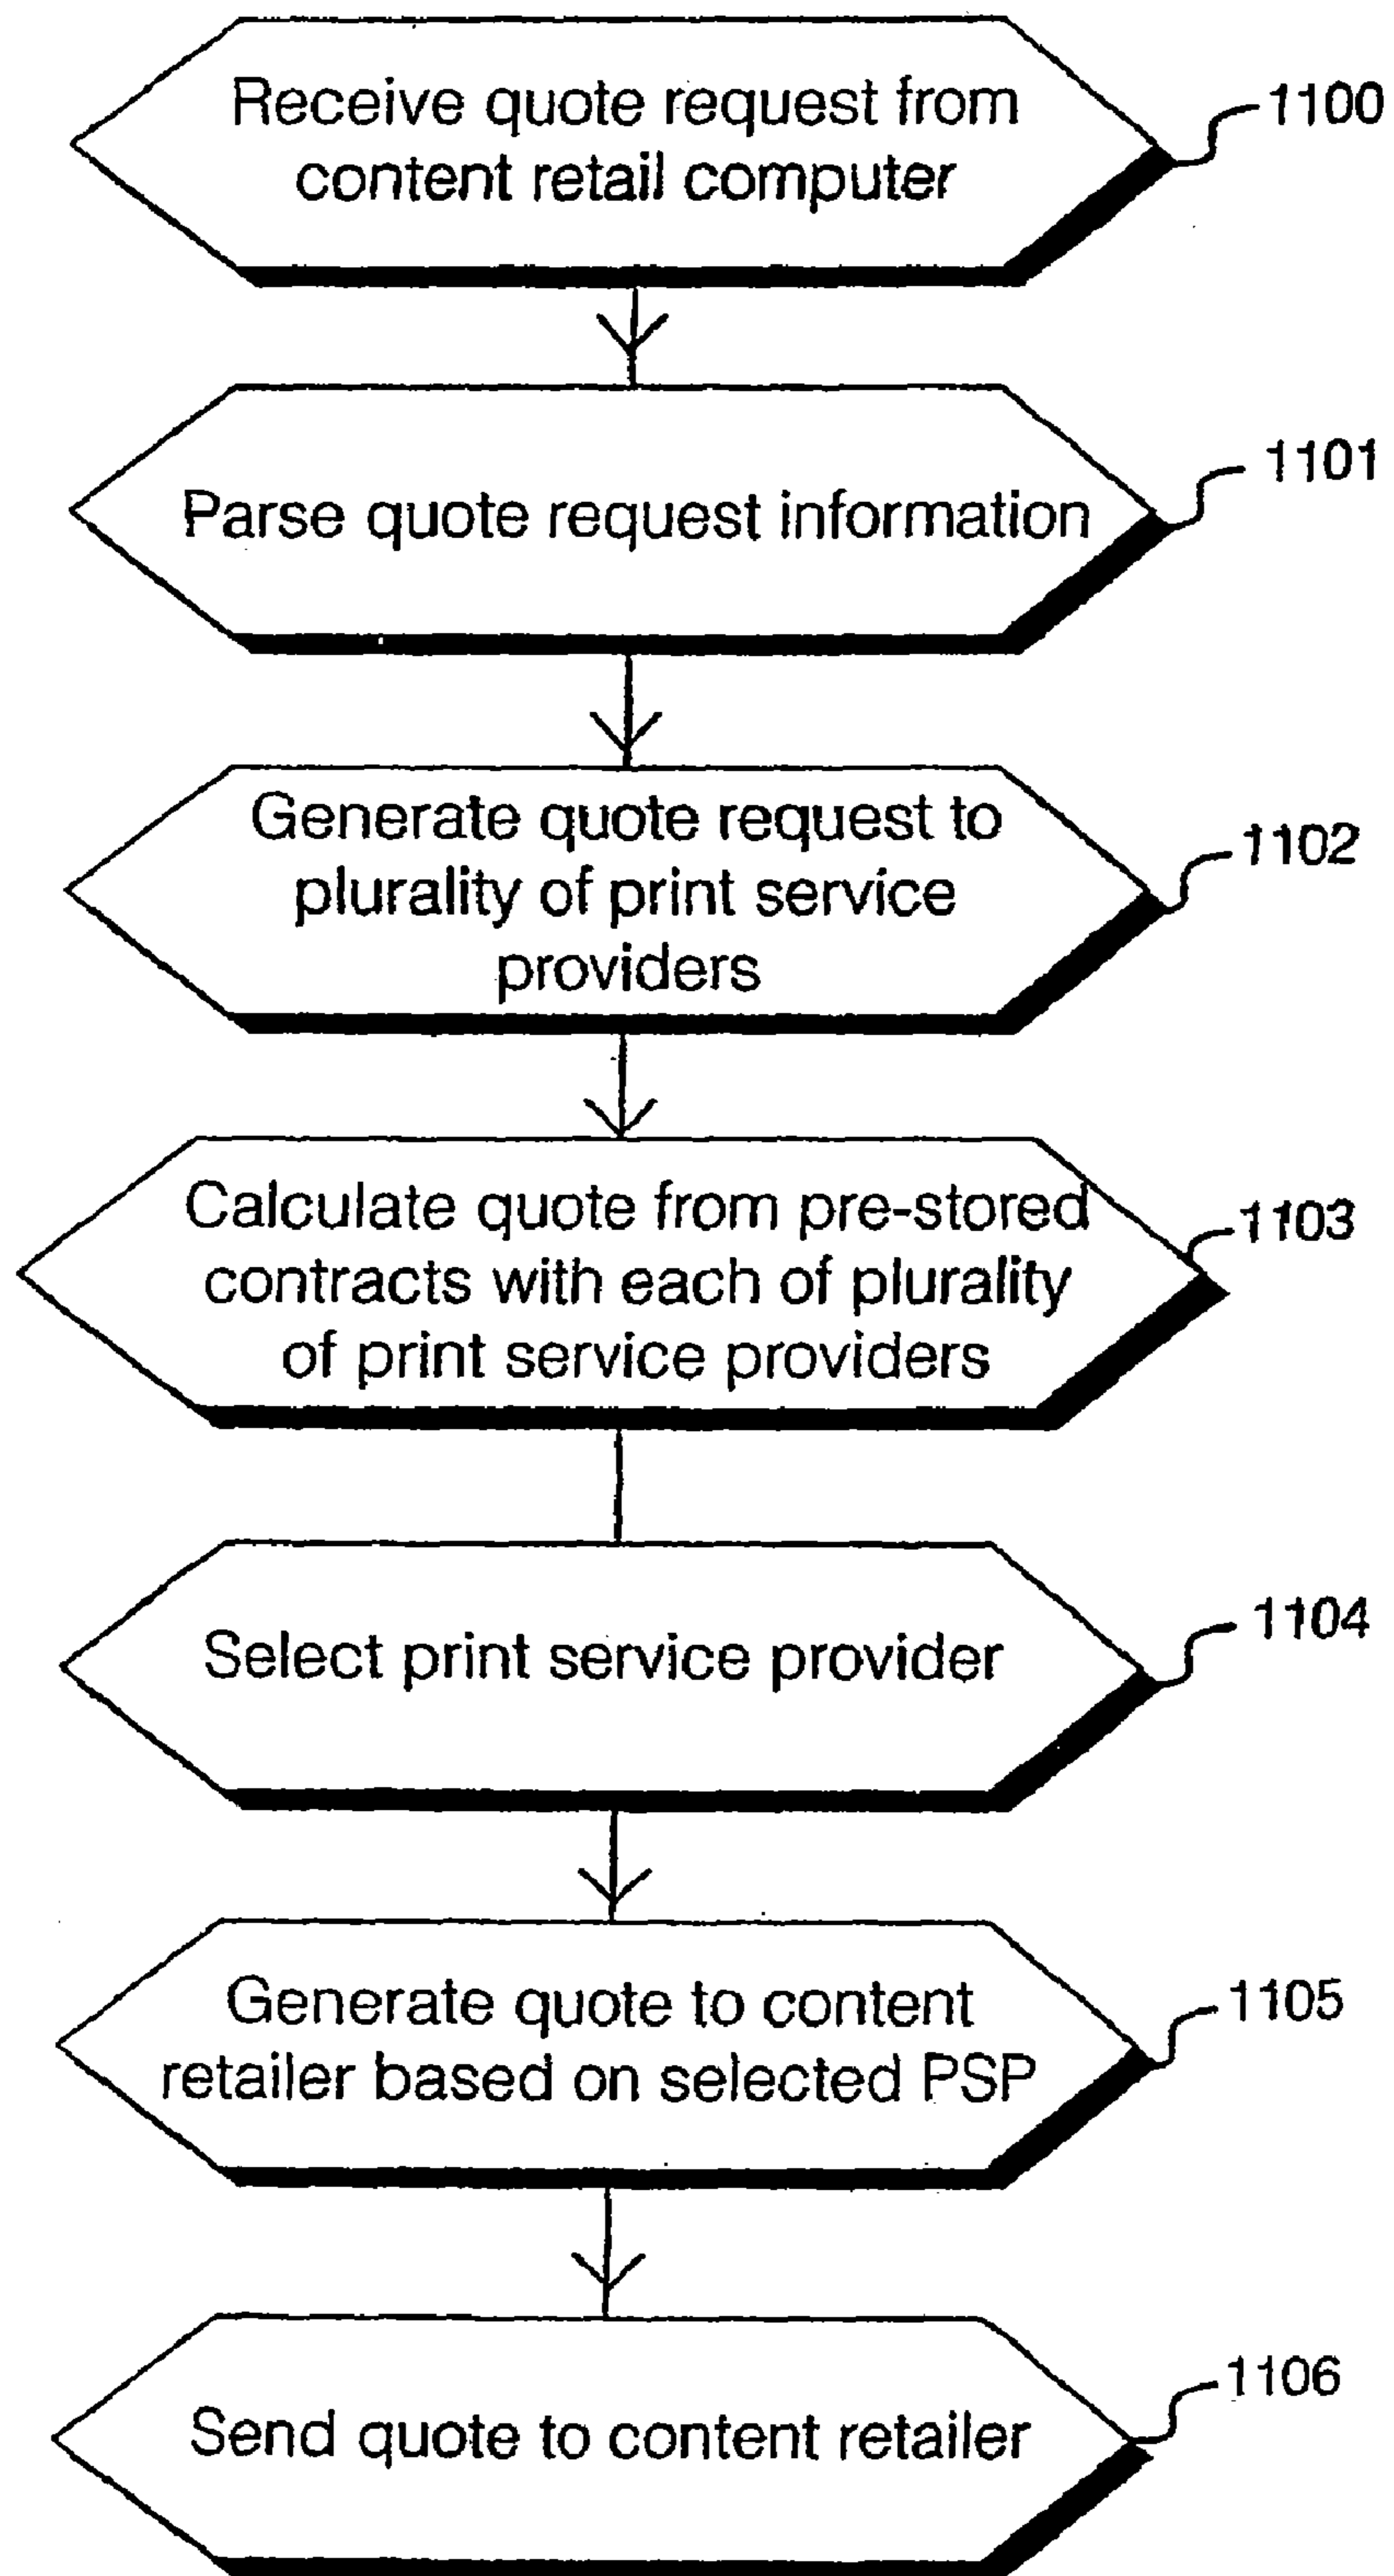 Receive quote request from
content retail computer
1100
Parse quote request information
1101
Generate quote request to
plurality of print service
providers
1102
Calculate quote from pre-stored
contracts with each of plurality
of print service providers
1103
Select print service provider
1104
Generate quote to content
retailer based on selected PSP
1105
Send quote to content retailer
1106